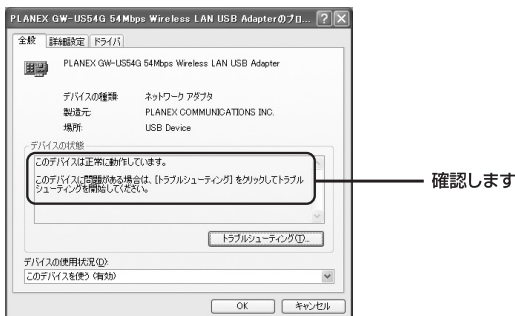 PLANEX GW-US54G 54Mbps Wireless LAN USB Adapterのプロ...
全般 詳細設定 ドライバ
PLANEX GW-US54G 54Mbps Wireless LAN USB Adapter
デバイスの種類: ネットワーク アダプタ
製造元: PLANEX COMMUNICATIONS INC.
場所: USB Device
デバイスの状態
このデバイスは正常に動作しています。
このデバイスに問題がある場合は、[トラブルシューティング] をクリックしてトラブル
シューティングを開始してください。
確認します
トラブルシューティング(T)...
デバイスの使用状況(D):
このデバイスを使う (有効)
OK キャンセル